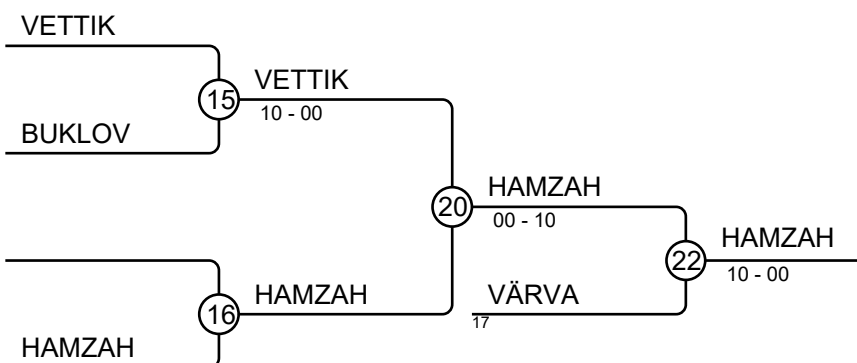 VETTIK
15
VETTIK
10 - 00
BUKLOV
20
HAMZAH
00 - 10
22
HAMZAH
10 - 00
16
HAMZAH
VÄRVA
17
HAMZAH